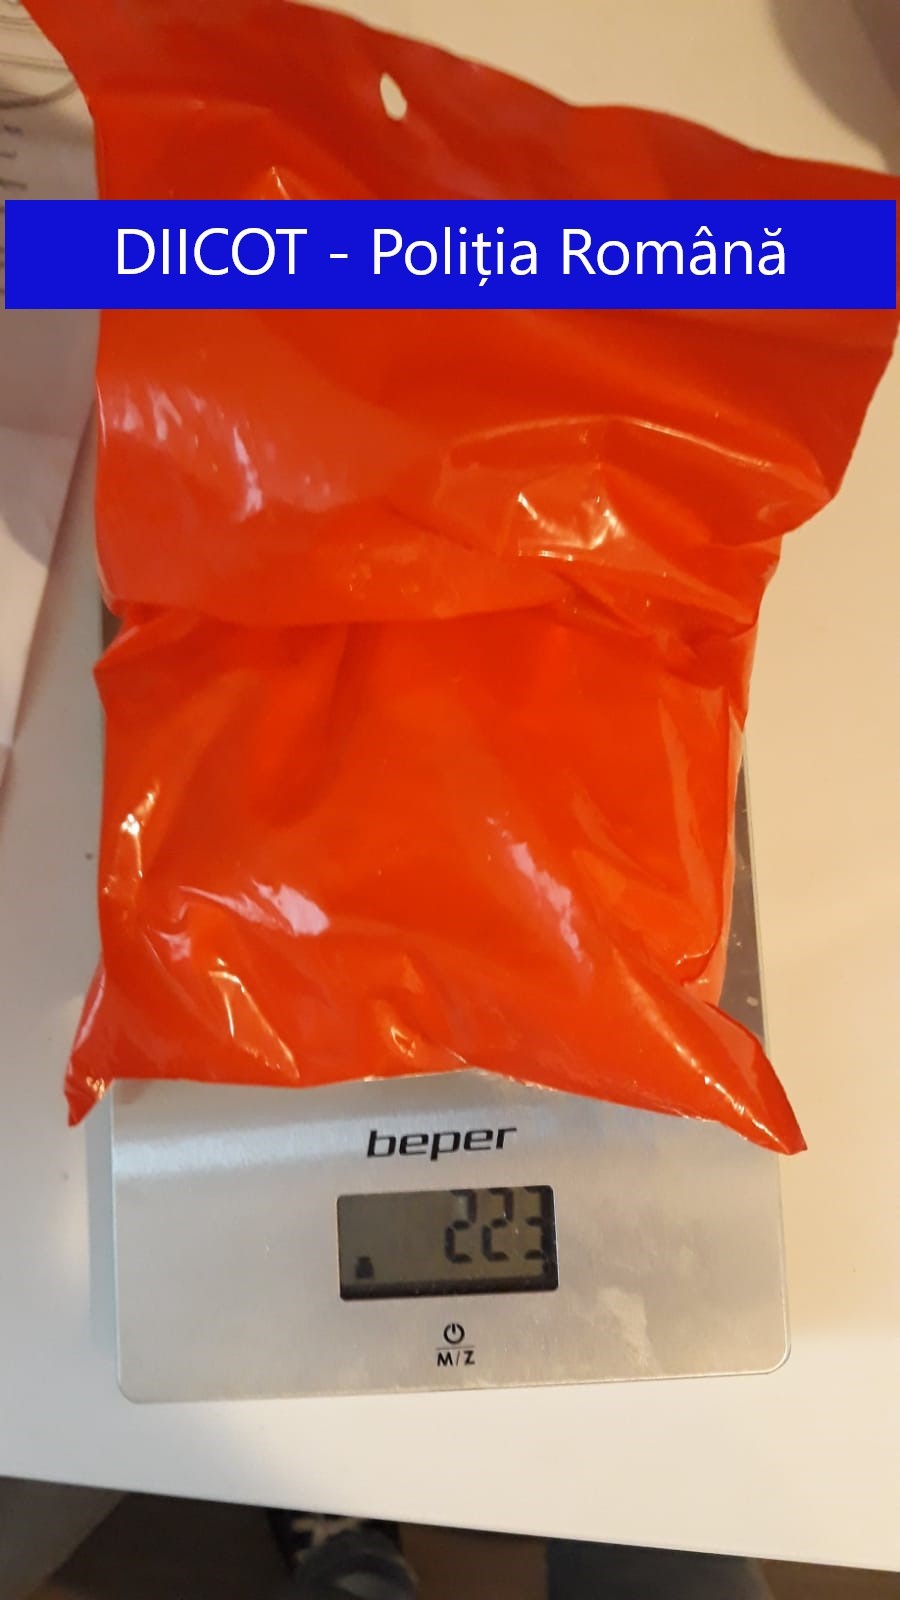 DIICOT - Poliția Română
beper
223
M/Z